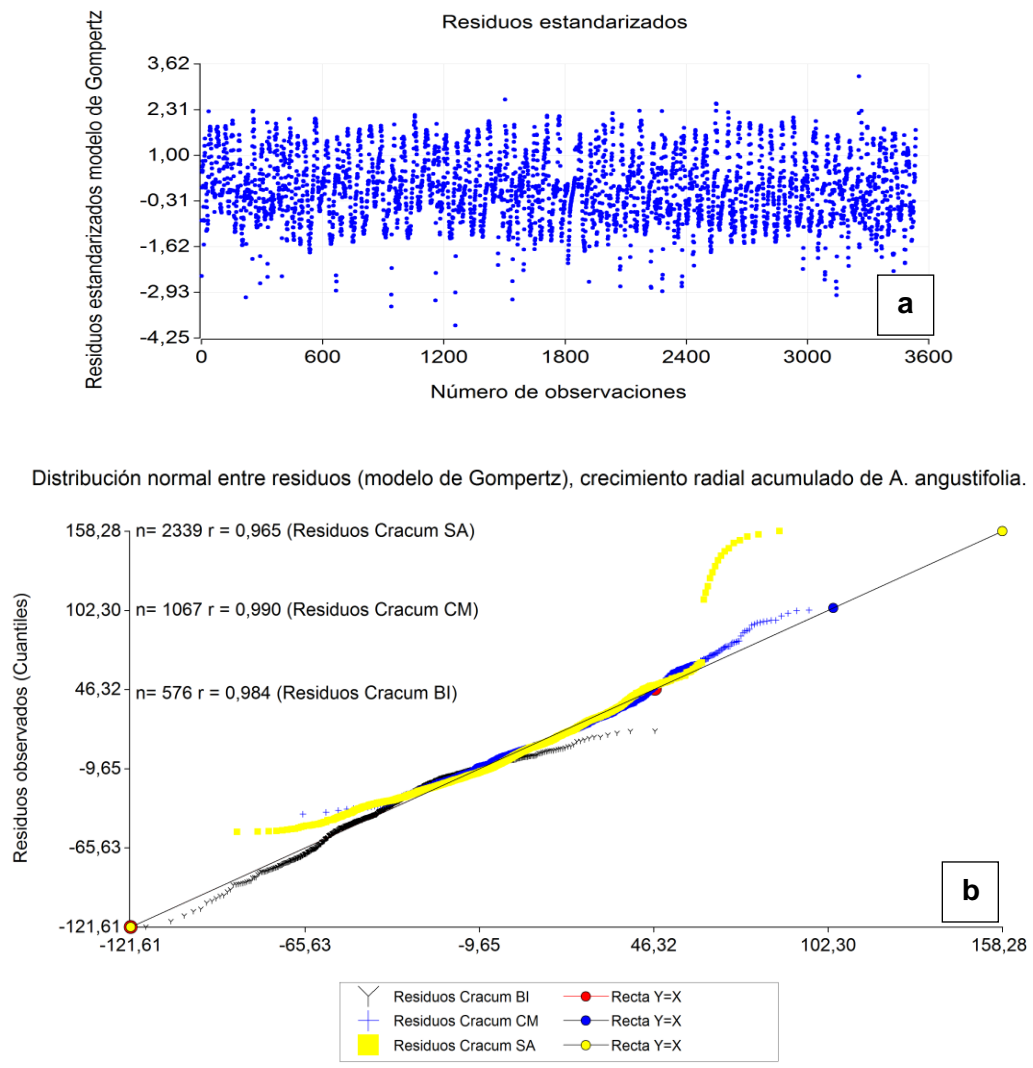 Residuos estandarizados
Residuos estandarizados modelo de Gompertz
3,62
2,31
1,00
-0,31
-1,62
-2,93
-4,25
a
0 600 1200 1800 2400 3000 3600
Número de observaciones
Distribución normal entre residuos (modelo de Gompertz), crecimiento radial acumulado de A. angustifolia.
Residuos observados (Cuantiles)
158,28 n= 2339 r = 0,965 (Residuos Cracum SA)
102,30 n= 1067 r = 0,990 (Residuos Cracum CM)
46,32 n= 576 r = 0,984 (Residuos Cracum BI)
-9,65
-65,63
b
-121,61
-121,61 -65,63 -9,65 46,32 102,30 158,28
Residuos Cracum BI Recta Y=X
Residuos Cracum CM Recta Y=X
Residuos Cracum SA Recta Y=X